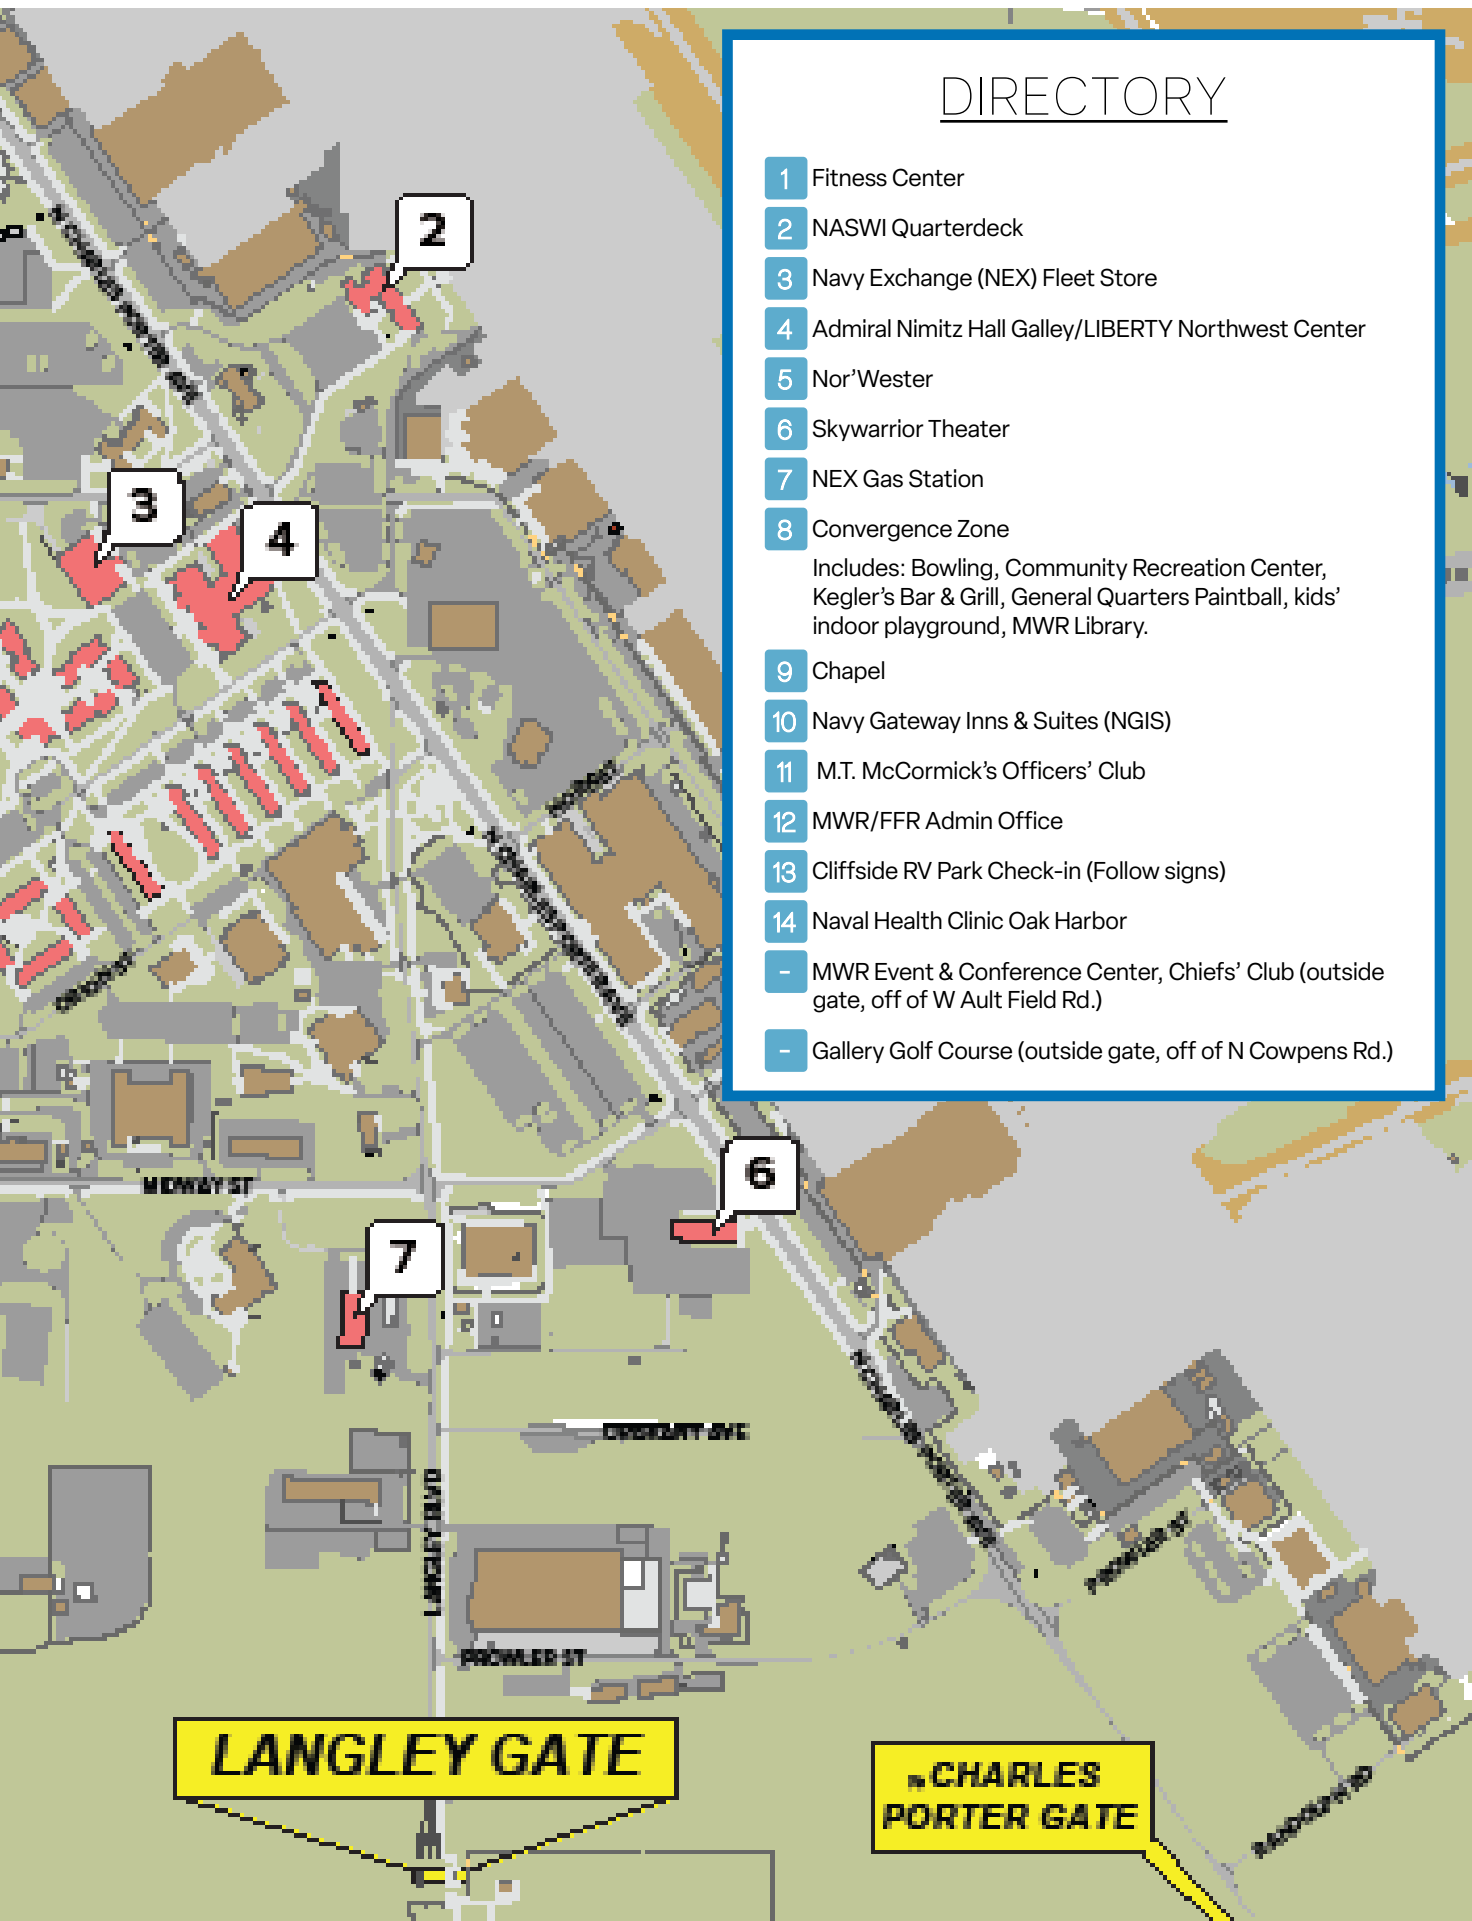 DIRECTORY
1 Fitness Center
2 NASWI Quarterdeck
3 Navy Exchange (NEX) Fleet Store
4 Admiral Nimitz Hall Galley/LIBERTY Northwest Center
5 Nor’Wester
6 Skywarrior Theater
7 NEX Gas Station
8 Convergence Zone
Includes: Bowling, Community Recreation Center,
Kegler’s Bar & Grill, General Quarters Paintball, kids’
indoor playground, MWR Library.
9 Chapel
10 Navy Gateway Inns & Suites (NGIS)
11 M.T. McCormick’s Officers’ Club
12 MWR/FFR Admin Office
13 Cliffside RV Park Check-in (Follow signs)
14 Naval Health Clinic Oak Harbor
- MWR Event & Conference Center, Chiefs’ Club (outside
gate, off of W Ault Field Rd.)
- Gallery Golf Course (outside gate, off of N Cowpens Rd.)
2
3
4
6
7
MIDWAY ST
LANGLEY BLVD
PROWLER ST
PROWLER ST
LANGLEY GATE
CHARLES
PORTER GATE